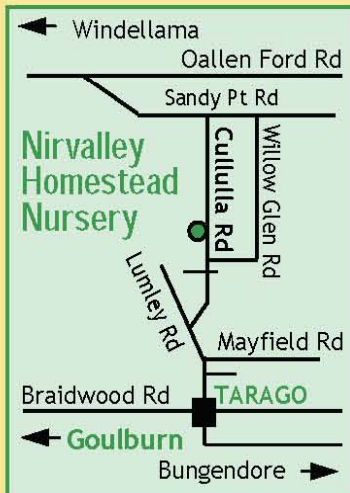 Windellama
Oallen Ford Rd
Sandy Pt Rd
Nirvalley
Homestead
Nursery
Cullulla Rd
Willow Glen Rd
Lumley Rd
Mayfield Rd
Braidwood Rd
TARAGO
Goulburn
Bungendore